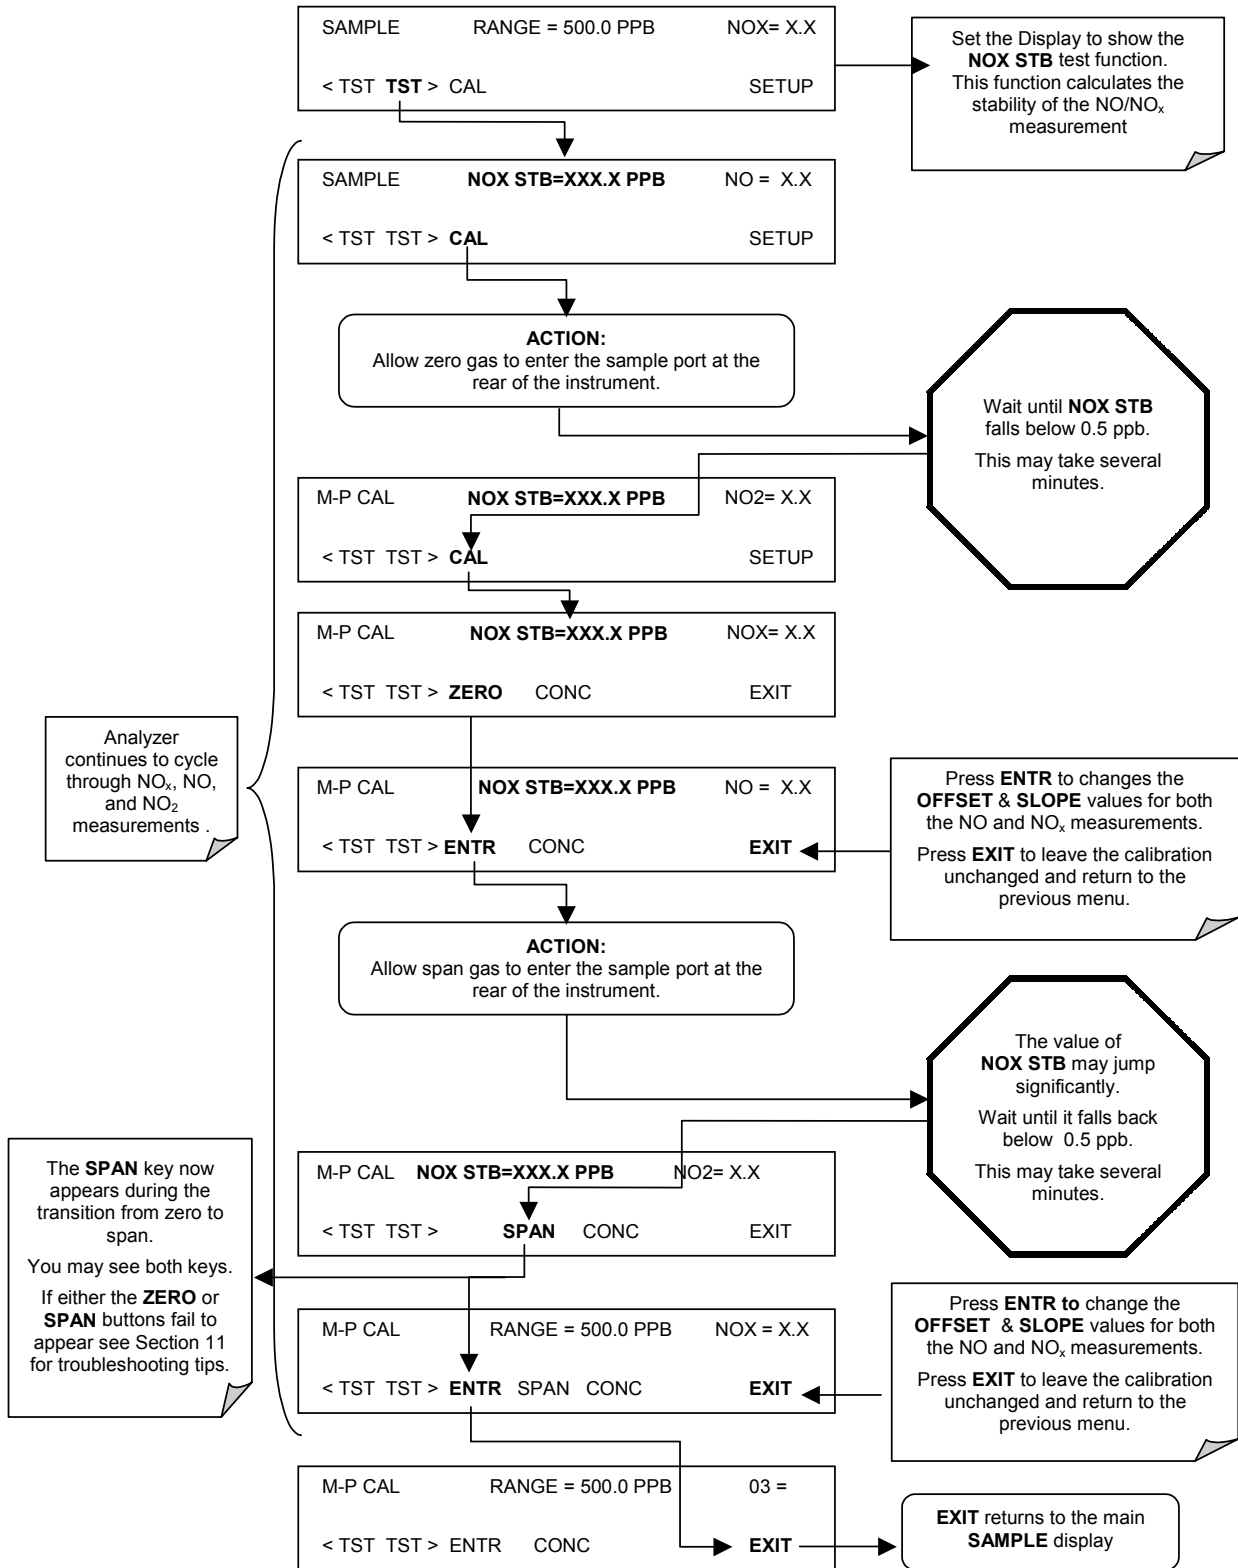 SAMPLE RANGE = 500.0 PPB NOX= X.X
< TST TST > CAL SETUP
Set the Display to show the
NOX STB test function.
This function calculates the
stability of the NO/NOx
measurement
SAMPLE NOX STB=XXX.X PPB NO = X.X
< TST TST > CAL SETUP
ACTION:
Allow zero gas to enter the sample port at the
rear of the instrument.
Wait until NOX STB
falls below 0.5 ppb.
This may take several
minutes.
M-P CAL NOX STB=XXX.X PPB NO2= X.X
< TST TST > CAL SETUP
M-P CAL NOX STB=XXX.X PPB NOX= X.X
< TST TST > ZERO CONC EXIT
Analyzer
continues to cycle
through NOx, NO,
and NO2
measurements .
M-P CAL NOX STB=XXX.X PPB NO = X.X
< TST TST > ENTR CONC EXIT
Press ENTR to changes the
OFFSET & SLOPE values for both
the NO and NOx measurements.
Press EXIT to leave the calibration
unchanged and return to the
previous menu.
ACTION:
Allow span gas to enter the sample port at the
rear of the instrument.
The value of
NOX STB may jump
significantly.
Wait until it falls back
below 0.5 ppb.
This may take several
minutes.
The SPAN key now
appears during the
transition from zero to
span.
You may see both keys.
If either the ZERO or
SPAN buttons fail to
appear see Section 11
for troubleshooting tips.
M-P CAL NOX STB=XXX.X PPB NO2= X.X
< TST TST > SPAN CONC EXIT
M-P CAL RANGE = 500.0 PPB NOX = X.X
< TST TST > ENTR SPAN CONC EXIT
Press ENTR to change the
OFFSET & SLOPE values for both
the NO and NOx measurements.
Press EXIT to leave the calibration
unchanged and return to the
previous menu.
M-P CAL RANGE = 500.0 PPB 03 =
< TST TST > ENTR CONC EXIT
EXIT returns to the main
SAMPLE display